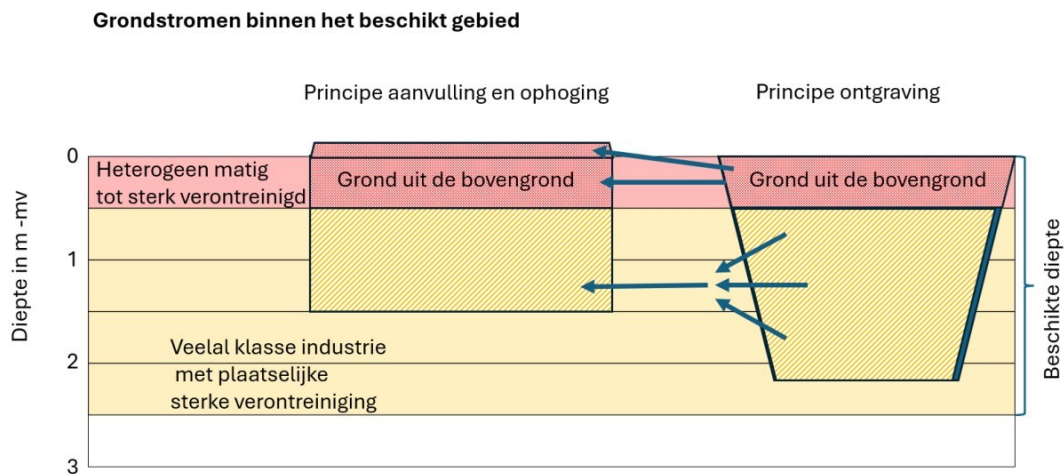 Grondstromen binnen het beschikt gebied
Principe aanvulling en ophoging
Principe ontgraving
0
Heterogeen matig
tot sterk verontreinigd
Grond uit de bovengrond
Grond uit de bovengrond
1
Diepte in m -mv
Beschikte diepte
Veelal klasse industrie
met plaatselijke
sterke verontreiniging
2
3